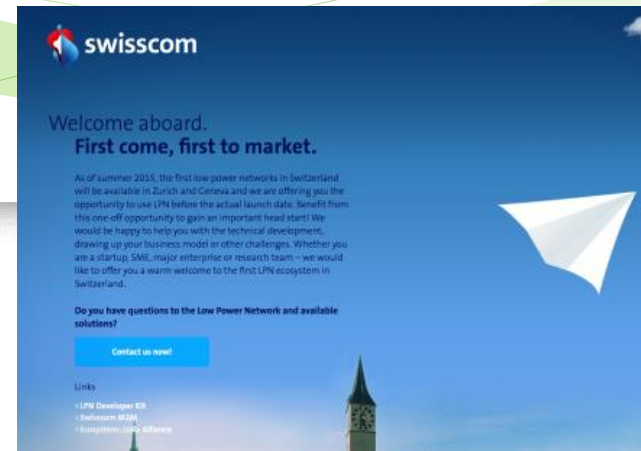 swisscom
Welcome aboard.
First come, first to market.
As of summer 2015, the first low power networks in Switzerland
will be available in Zurich and Geneva and we are offering you the
opportunity to use LPN before the actual launch date. Benefit from
this one-off opportunity to gain an important head start! We
would be happy to help you with the technical development,
drawing up your business model or other challenges. Whether you
are a startup, SME, major enterprise or research team – we would
like to offer you a warm welcome to the first LPN ecosystem in
Switzerland.
Do you have questions to the Low Power Network and available
solutions?
Contact us now!
Links
› LPN Developer Kit
› Swisscom M2M
› Ecosystem: LoRa Alliance